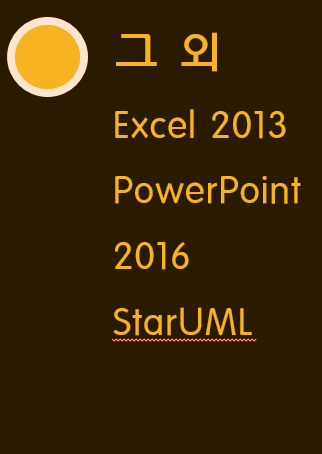 그 외
Excel 2013
PowerPoint
2016
StarUML